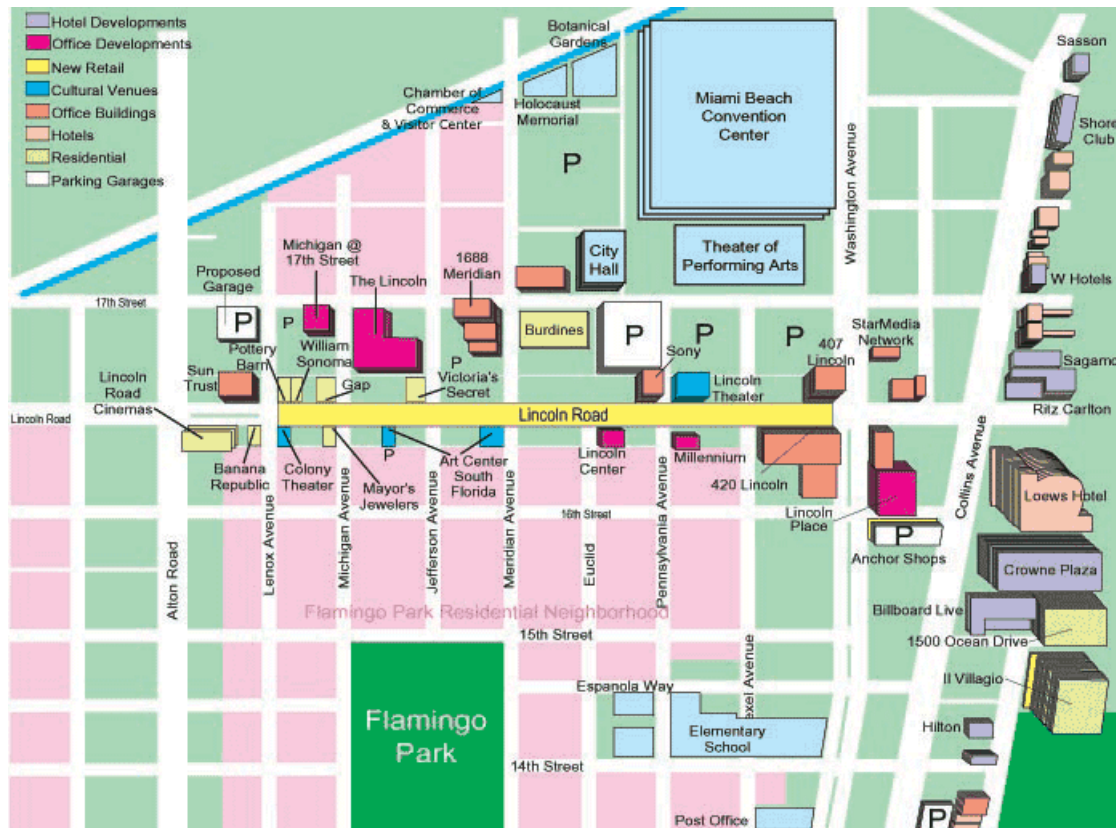 Hotel Developments
Office Developments
New Retail
Cultural Venues
Office Buildings
Hotels
Residential
Parking Garages
Botanical
Gardens
Chamber of
Commerce
& Visitor Center
Holocaust
Memorial
Miami Beach
Convention
Center
Sasson
Shore
Club
P
Washington Avenue
City
Hall
Theater of
Performing Arts
W Hotels
Michigan @
17th Street
1688
Meridian
Proposed
Garage
The Lincoln
17th Street
P
P
Burdines
P
P
P
StarMedia
Network
Pottery
Barn
William
Sonoma
P
Sony
407
Lincoln
Sagamo
Sun
Trust
Gap
Victoria's
Secret
Lincoln
Theater
Lincoln
Road
Cinemas
Ritz Carlton
Lincoln Road
Lincoln Road
Banana
Republic
Colony
Theater
P
Mayor's
Jewelers
Art Center
South
Florida
Lincoln
Center
Millennium
420 Lincoln
Lincoln
Place
Collins Avenue
Loews Hotel
16th Street
P
Anchor Shops
Alton Road
Lenox Avenue
Michigan Avenue
Jefferson Avenue
Meridian Avenue
Euclid
Pennsylvania Avenue
Crowne Plaza
Flamingo Park Residential Neighborhood
Billboard Live
15th Street
1500 Ocean Drive
Il Villagio
Espanola Way
exel Avenue
Flamingo
Park
Elementary
School
Hilton
14th Street
Post Office
P